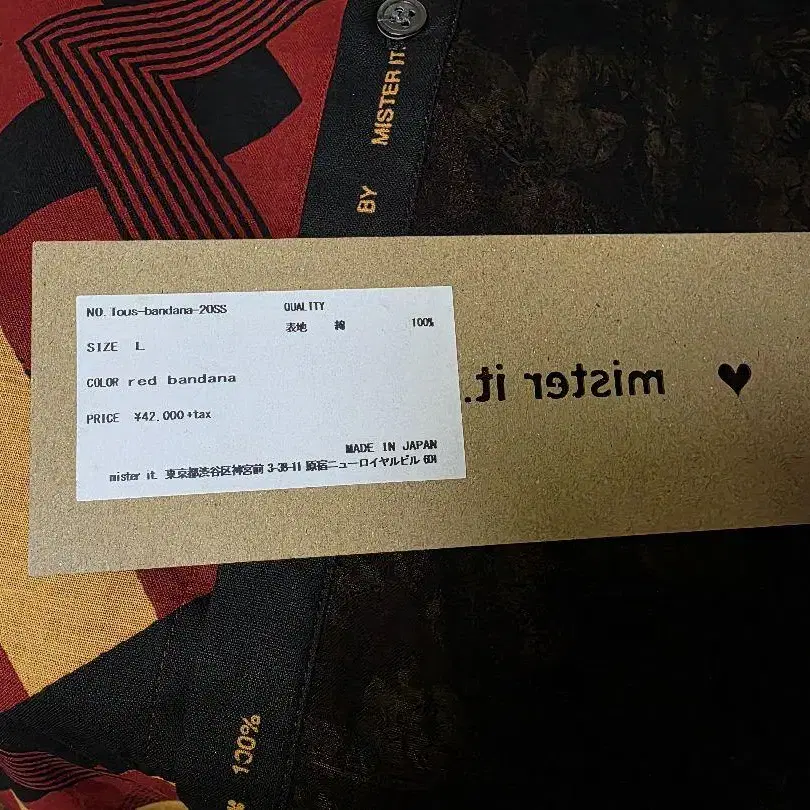 BY MISTER IT.
NO. Ious-bandana-20SS
QUALITY
表地 綿 100%
SIZE L
COLOR red bandana
PRICE ¥42,000+tax
MADE IN JAPAN
mister it. 東京都渋谷区神宮前 3-38-11 原宿ニューロイヤルビル 604
mister it. ♥
100%